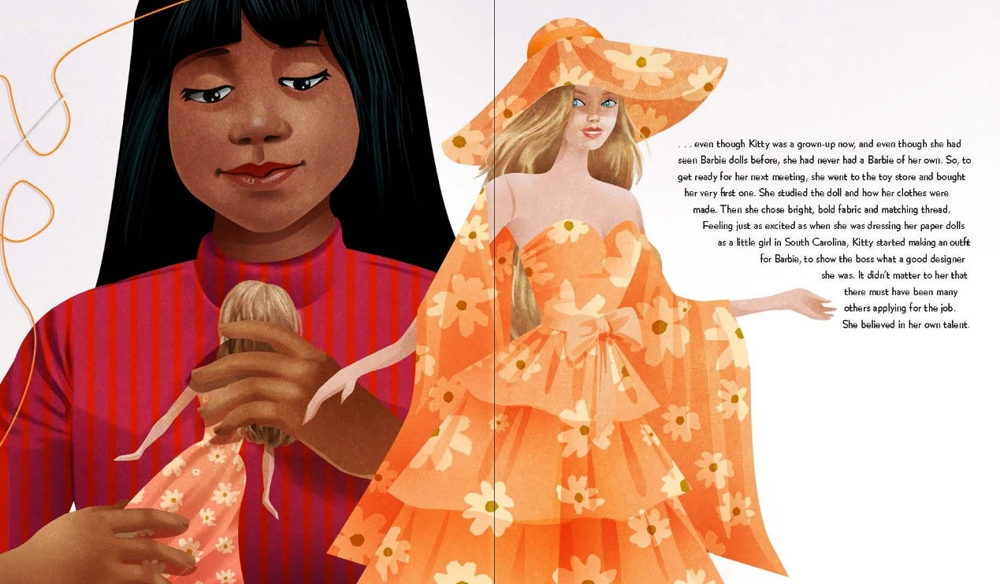 . . . even though Kitty was a grown-up now, and even though she had
seen Barbie dolls before, she had never had a Barbie of her own. So, to
get ready for her next meeting, she went to the toy store and bought
her very first one. She studied the doll and how her clothes were
made. Then she chose bright, bold fabric and matching thread.
Feeling just as excited as when she was dressing her paper dolls
as a little girl in South Carolina, Kitty started making an outfit
for Barbie, to show the boss what a good designer
she was. It didn't matter to her that
there must have been many
others applying for the job.
She believed in her own talent.